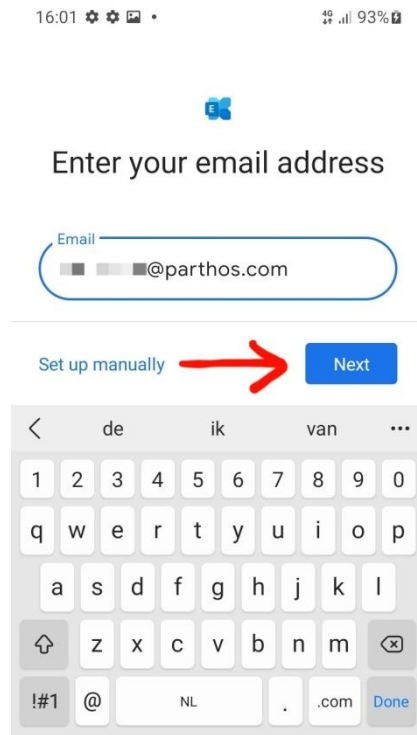 16:01 4G 93%
E
Enter your email address
Email
@parthos.com
Set up manually Next
de ik van
1 2 3 4 5 6 7 8 9 0
q w e r t y u i o p
a s d f g h j k l
z x c v b n m
!#1 @ NL . .com Done